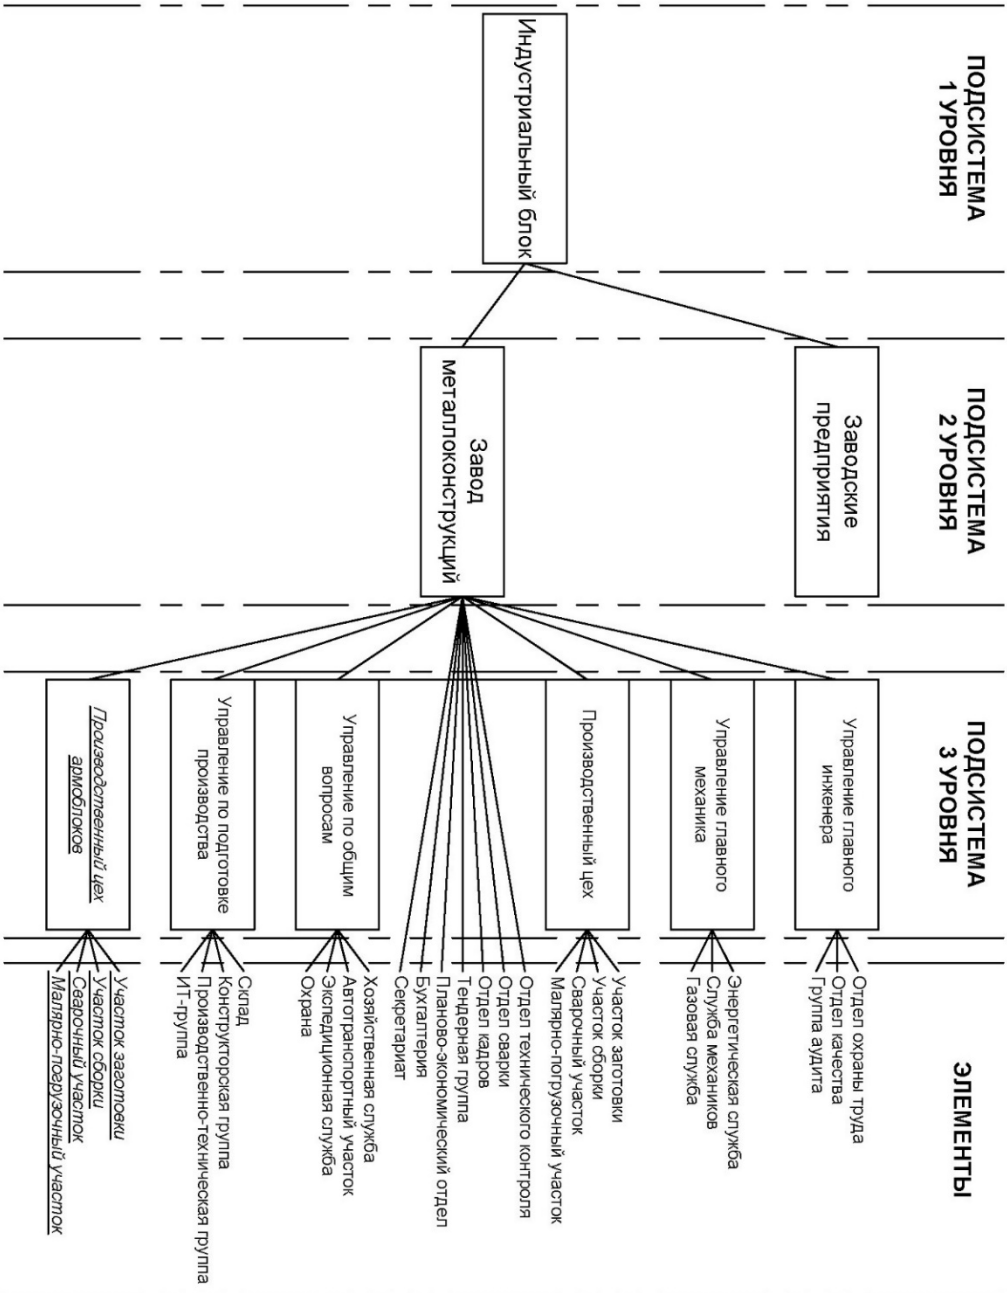 ПОДСИСТЕМА
1 УРОВНЯ
Индустриальный блок
ПОДСИСТЕМА
2 УРОВНЯ
Заводские
предприятия
Завод
металлоконструкций
ПОДСИСТЕМА
3 УРОВНЯ
Управление главного
инженера
Управление главного
механика
Производственный цех
Управление по общим
вопросам
Управление по подготовке
производства
Производственный цех
армоблоков
ЭЛЕМЕНТЫ
Отдел охраны труда
Отдел качества
Группа аудита
Энергетическая служба
Служба механиков
Газовая служба
Участок заготовки
Участок сборки
Сварочный участок
Малярно-погрузочный участок
Отдел технического контроля
Отдел сварки
Отдел кадров
Тендерная группа
Планово-экономический отдел
Бухгалтерия
Секретариат
Хозяйственная служба
Автотранспортный участок
Экспедиционная служба
Охрана
Склад
Конструкторская группа
Производственно-техническая группа
ИТ-группа
Участок заготовки
Участок сборки
Сварочный участок
Малярно-погрузочный участок